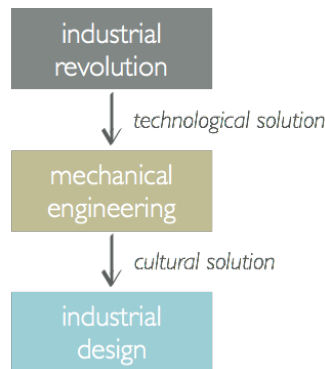 industrial
revolution
technological solution
mechanical
engineering
cultural solution
industrial
design